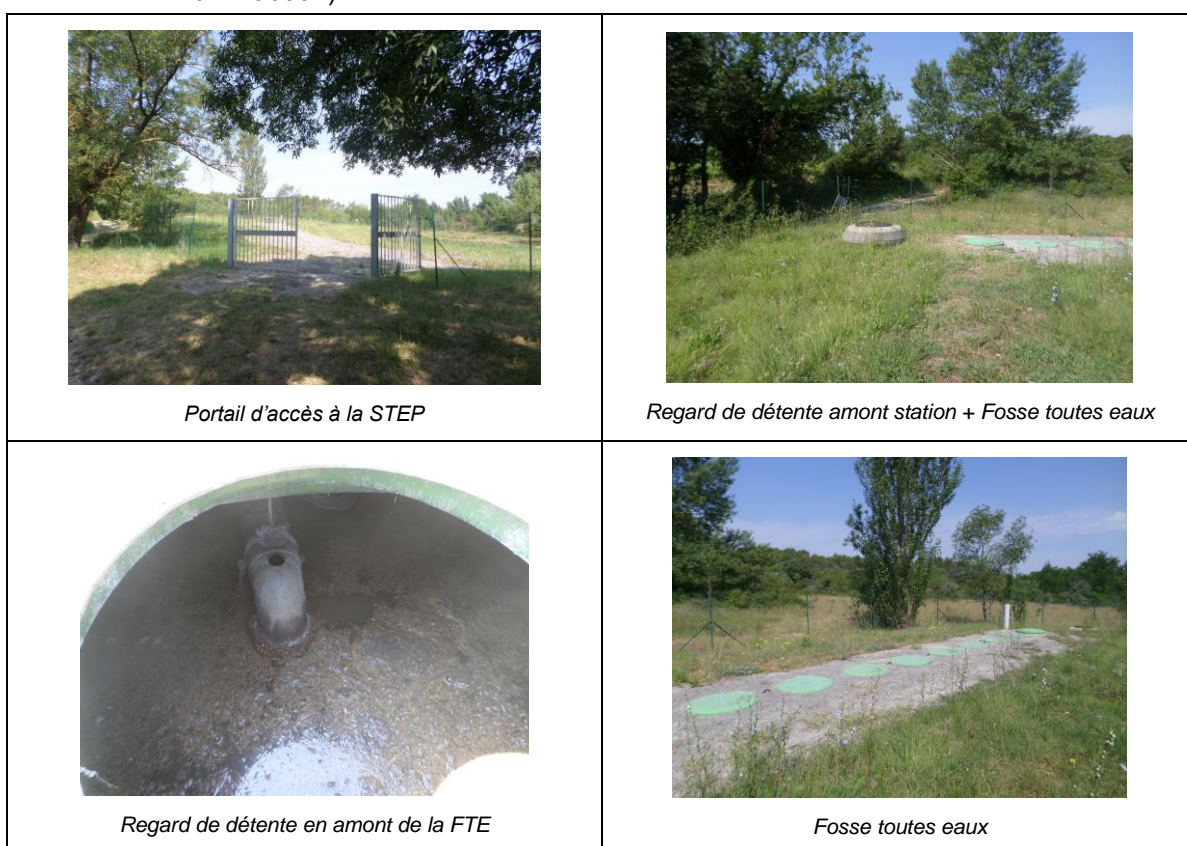 Portail d'accès à la STEP
Regard de détente amont station + Fosse toutes eaux
Regard de détente en amont de la FTE
Fosse toutes eaux